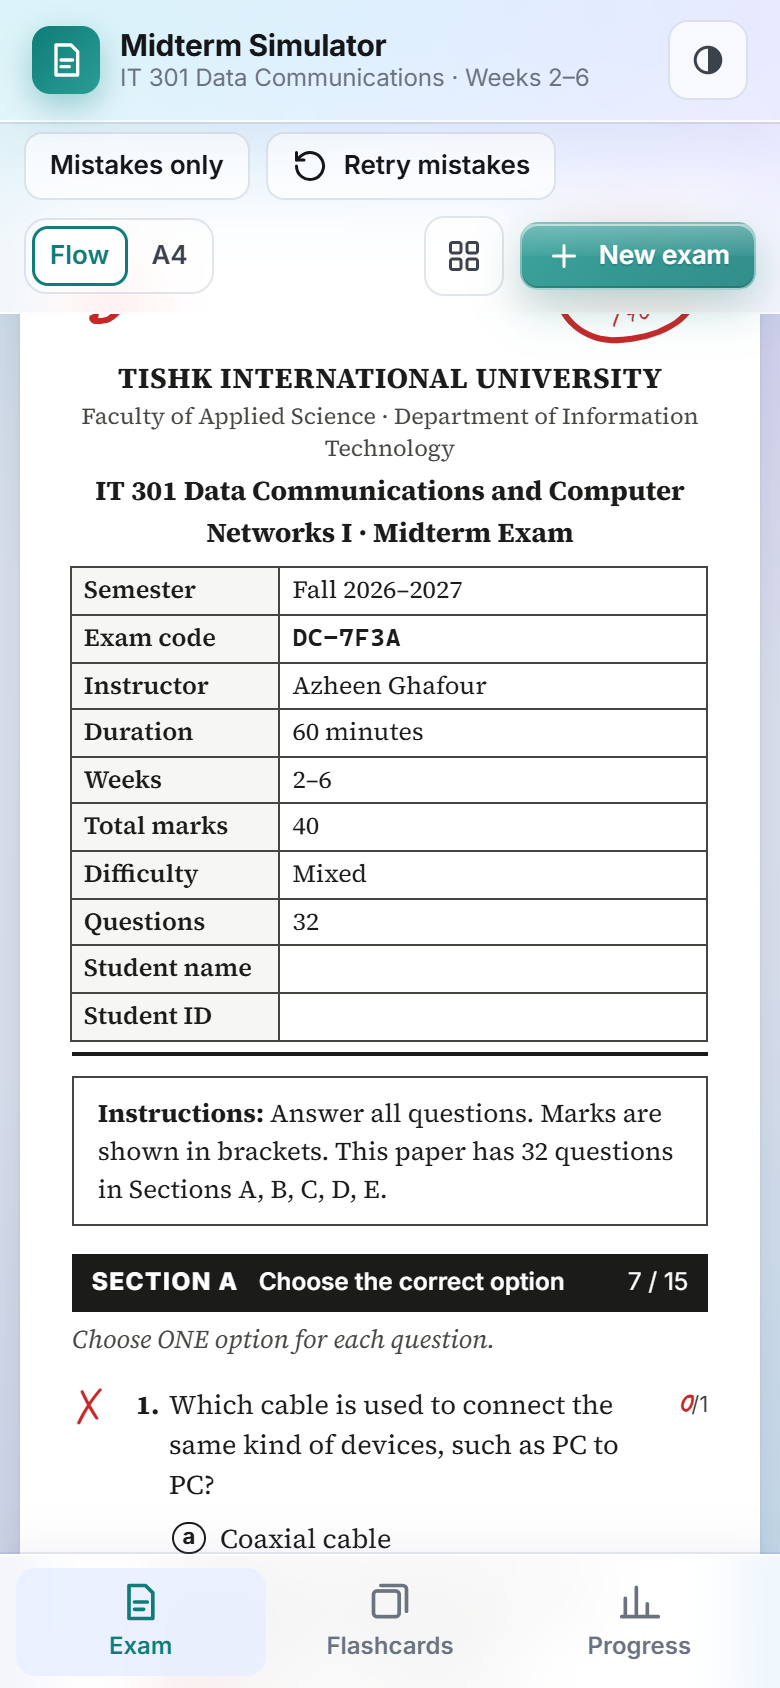 Midterm Simulator
IT 301 Data Communications · Weeks 2–6
Mistakes only
Retry mistakes
Flow
A4
New exam
TISHK INTERNATIONAL UNIVERSITY
Faculty of Applied Science · Department of Information
Technology
IT 301 Data Communications and Computer
Networks I · Midterm Exam
Semester Fall 2026–2027
Exam code DC–7F3A
Instructor Azheen Ghafour
Duration 60 minutes
Weeks 2–6
Total marks 40
Difficulty Mixed
Questions 32
Student name
Student ID
Instructions: Answer all questions. Marks are
shown in brackets. This paper has 32 questions
in Sections A, B, C, D, E.
SECTION A Choose the correct option 7 / 15
Choose ONE option for each question.
1. Which cable is used to connect the 0/1
same kind of devices, such as PC to
PC?
a Coaxial cable
Exam
Flashcards
Progress